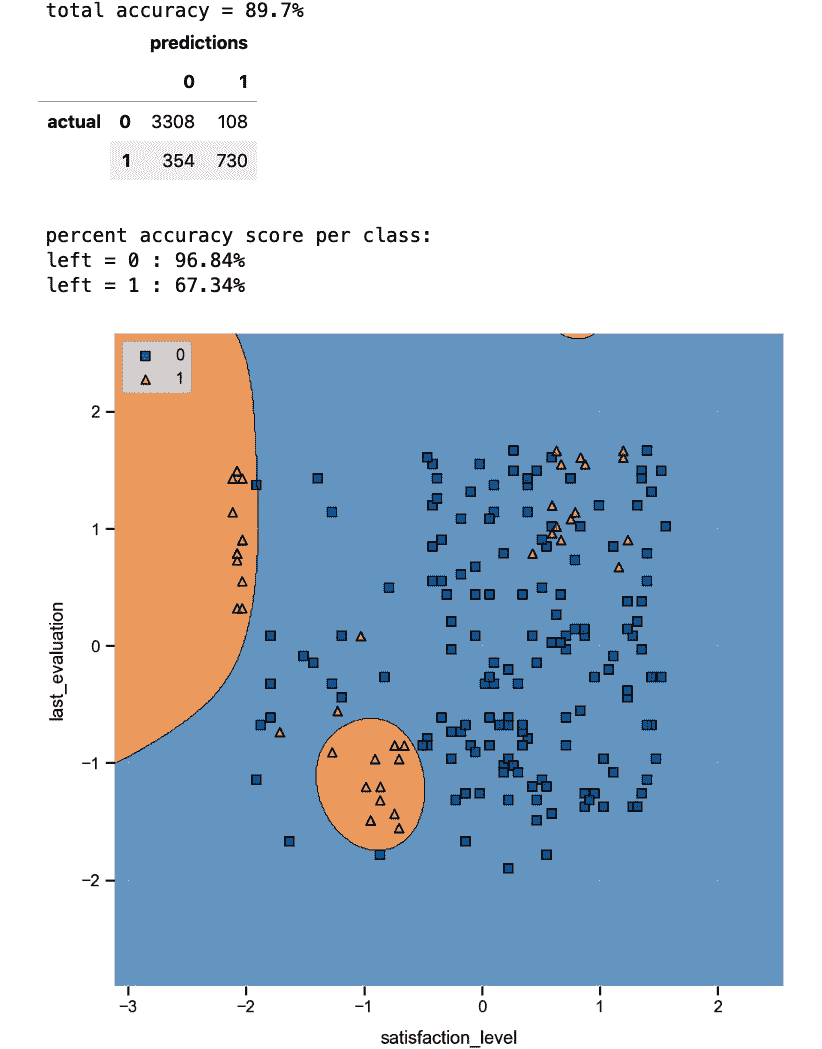 total accuracy = 89.7%
predictions
0 1
actual 0 3308 108
1 354 730
percent accuracy score per class:
left = 0 : 96.84%
left = 1 : 67.34%
0
1
2
1
0
−1
−2
last_evaluation
−3 −2 −1 0 1 2
satisfaction_level